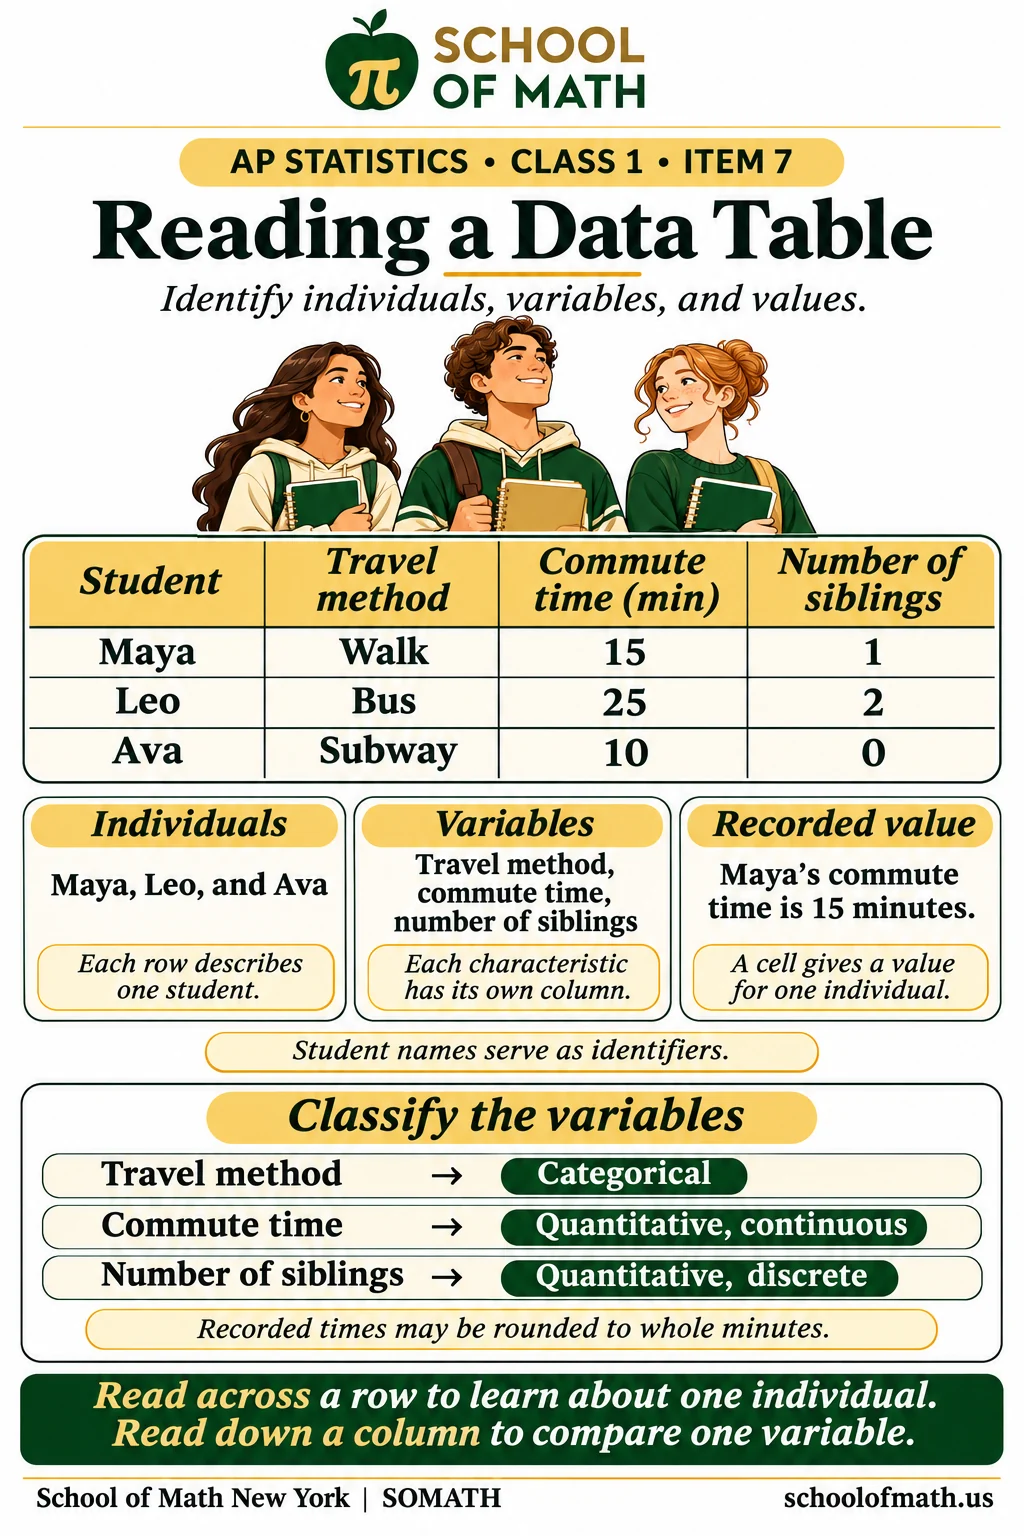 π
SCHOOL
OF MATH
AP STATISTICS • CLASS 1 • ITEM 7
Reading a Data Table
Identify individuals, variables, and values.
Student
Travel
method
Commute
time (min)
Number of
siblings
Maya Walk 15 1
Leo Bus 25 2
Ava Subway 10 0
Individuals
Maya, Leo, and Ava
Each row describes
one student.
Variables
Travel method,
commute time,
number of siblings
Each characteristic
has its own column.
Recorded value
Maya’s commute
time is 15 minutes.
A cell gives a value
for one individual.
Student names serve as identifiers.
Classify the variables
Travel method → Categorical
Commute time → Quantitative, continuous
Number of siblings → Quantitative, discrete
Recorded times may be rounded to whole minutes.
Read across a row to learn about one individual.
Read down a column to compare one variable.
School of Math New York | SOMATH
schoolofmath.us